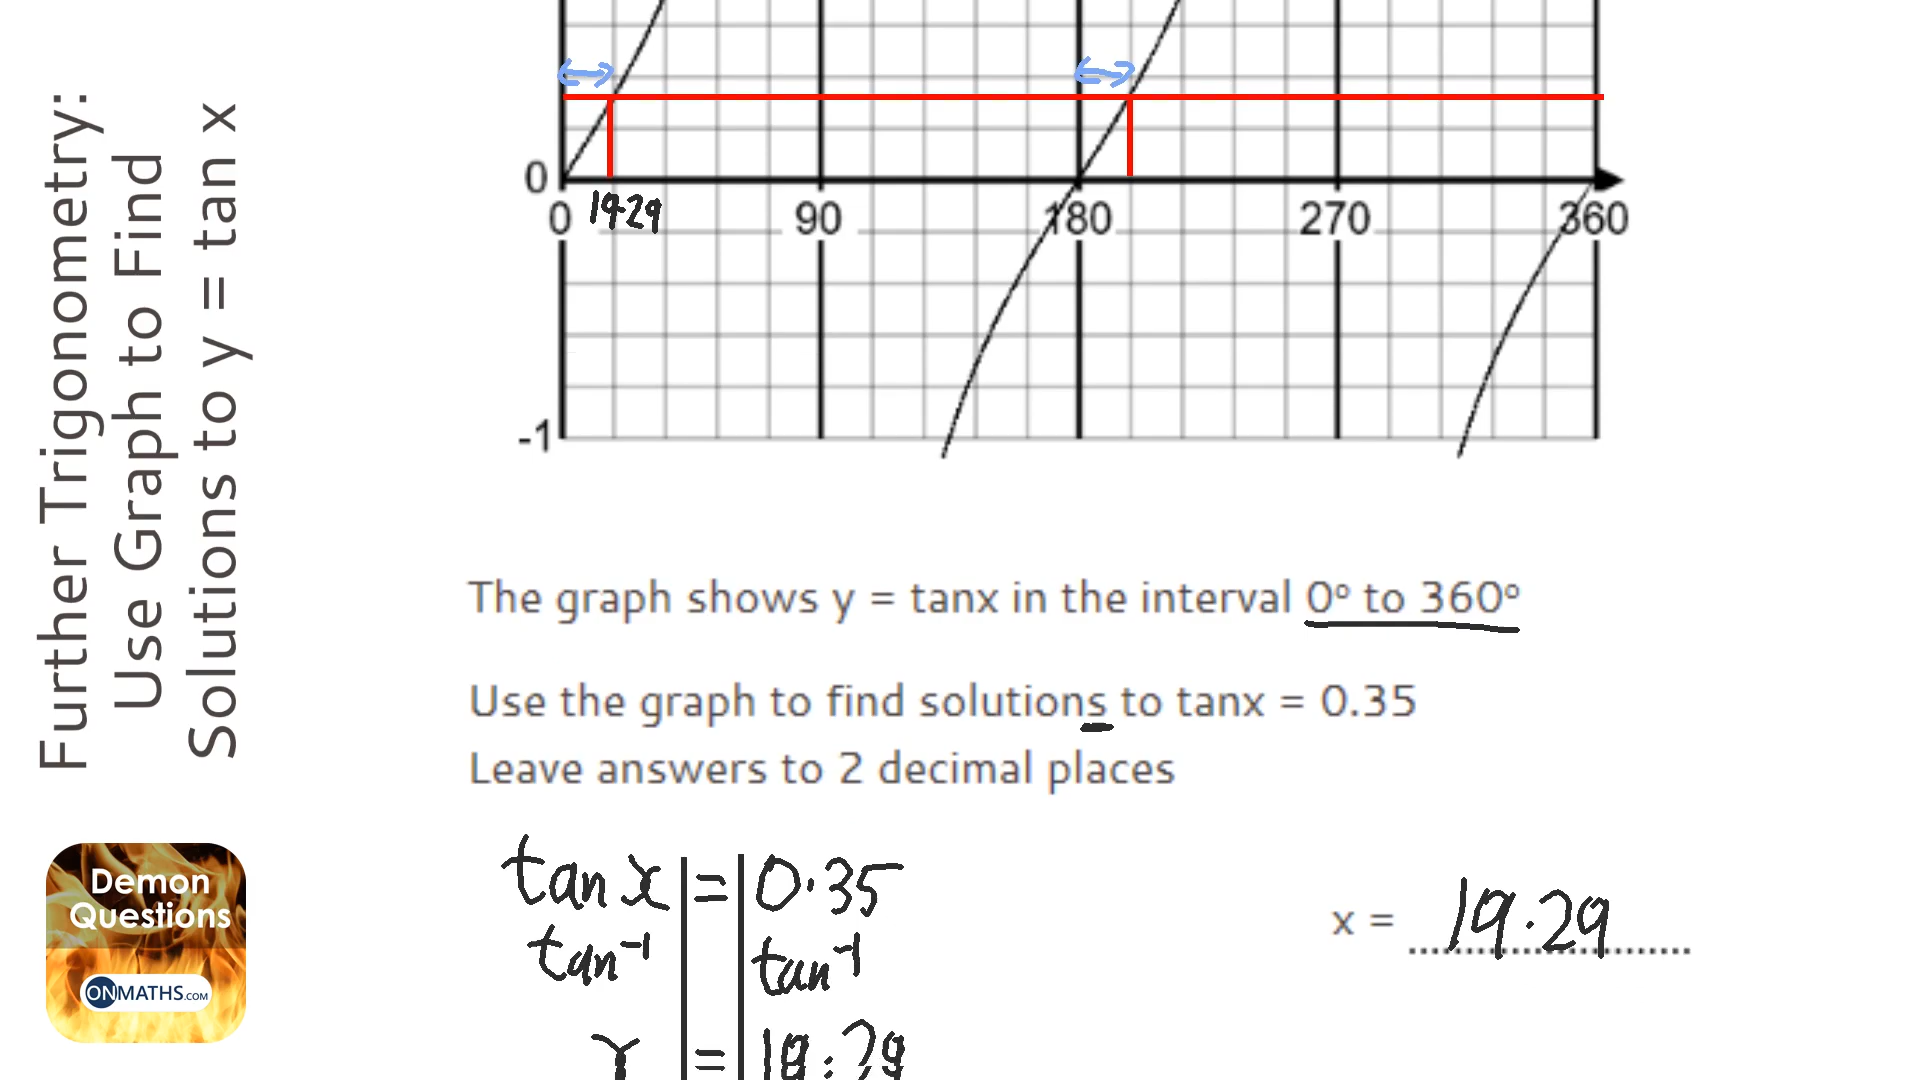 Further Trigonometry:
Use Graph to Find
Solutions to y = tan x
0
0 19.29 90 180 270 360
-1
The graph shows y = tanx in the interval 0º to 360º
Use the graph to find solutions to tanx = 0.35
Leave answers to 2 decimal places
tan x = 0.35
tan⁻¹ tan⁻¹
x = 19.29
x = 19.29
Demon
Questions
ONMATHS.COM